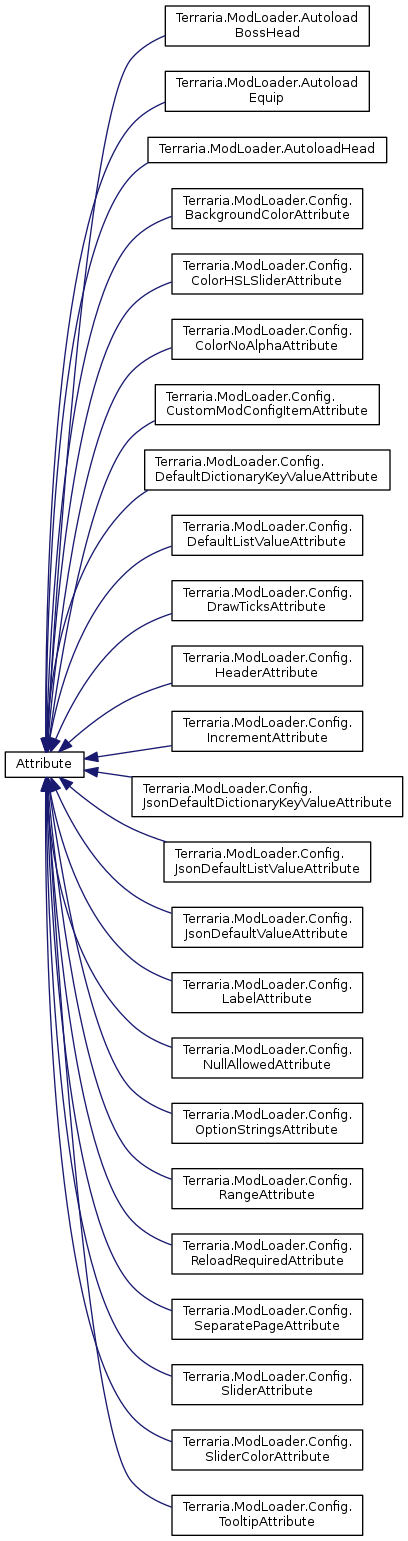 Terraria.ModLoader.Autoload
BossHead
Terraria.ModLoader.Autoload
Equip
Terraria.ModLoader.AutoloadHead
Terraria.ModLoader.Config.
BackgroundColorAttribute
Terraria.ModLoader.Config.
ColorHSLSliderAttribute
Terraria.ModLoader.Config.
ColorNoAlphaAttribute
Terraria.ModLoader.Config.
CustomModConfigItemAttribute
Terraria.ModLoader.Config.
DefaultDictionaryKeyValueAttribute
Terraria.ModLoader.Config.
DefaultListValueAttribute
Terraria.ModLoader.Config.
DrawTicksAttribute
Terraria.ModLoader.Config.
HeaderAttribute
Terraria.ModLoader.Config.
IncrementAttribute
Attribute
Terraria.ModLoader.Config.
JsonDefaultDictionaryKeyValueAttribute
Terraria.ModLoader.Config.
JsonDefaultListValueAttribute
Terraria.ModLoader.Config.
JsonDefaultValueAttribute
Terraria.ModLoader.Config.
LabelAttribute
Terraria.ModLoader.Config.
NullAllowedAttribute
Terraria.ModLoader.Config.
OptionStringsAttribute
Terraria.ModLoader.Config.
RangeAttribute
Terraria.ModLoader.Config.
ReloadRequiredAttribute
Terraria.ModLoader.Config.
SeparatePageAttribute
Terraria.ModLoader.Config.
SliderAttribute
Terraria.ModLoader.Config.
SliderColorAttribute
Terraria.ModLoader.Config.
TooltipAttribute